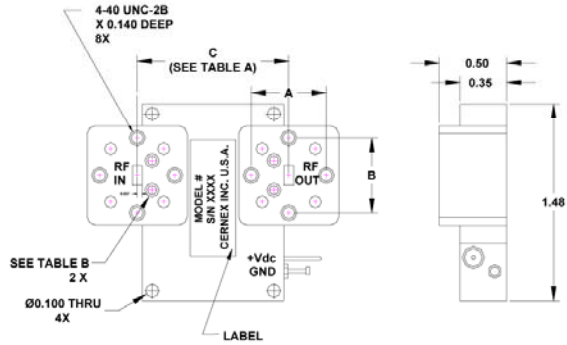 4-40 UNC-2B
X 0.140 DEEP
8X
C
(SEE TABLE A)
A
0.50
0.35
RF
IN
MODEL #
S/N XXXX
CERNEX INC. U.S.A.
RF
OUT
B
1.48
SEE TABLE B
2 X
+Vdc
GND
Ø0.100 THRU
4X
LABEL